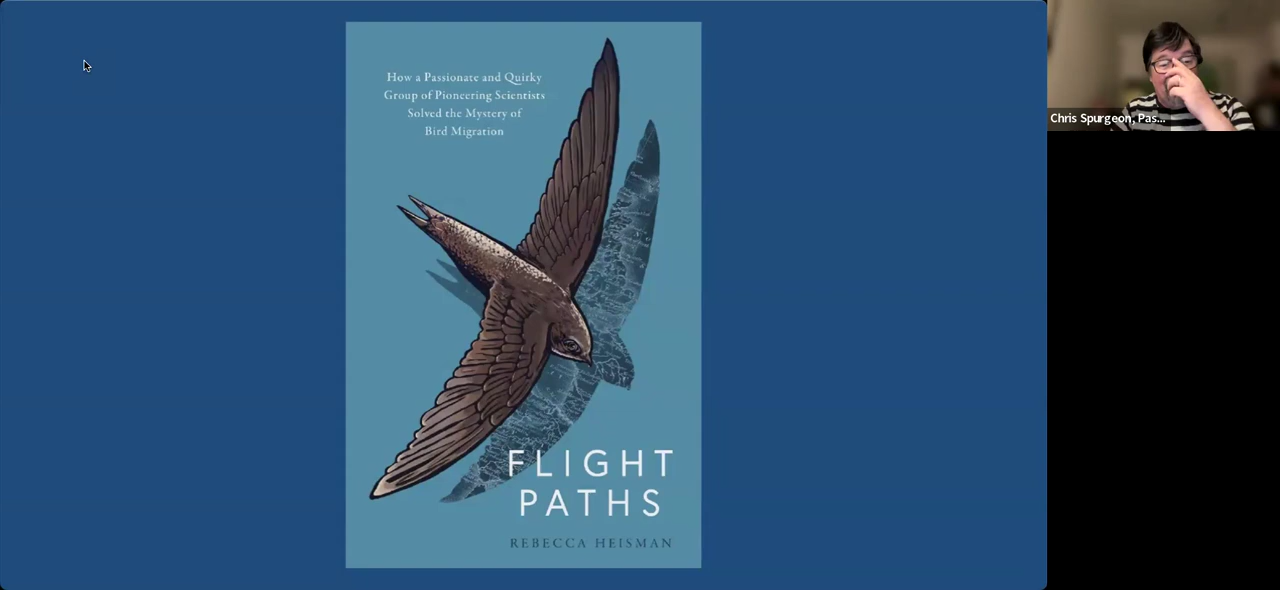 How a Passionate and Quirky
Group of Pioneering Scientists
Solved the Mystery of
Bird Migration
FLIGHT
PATHS
REBECCA HEISMAN
Chris Spurgeon, Pas...